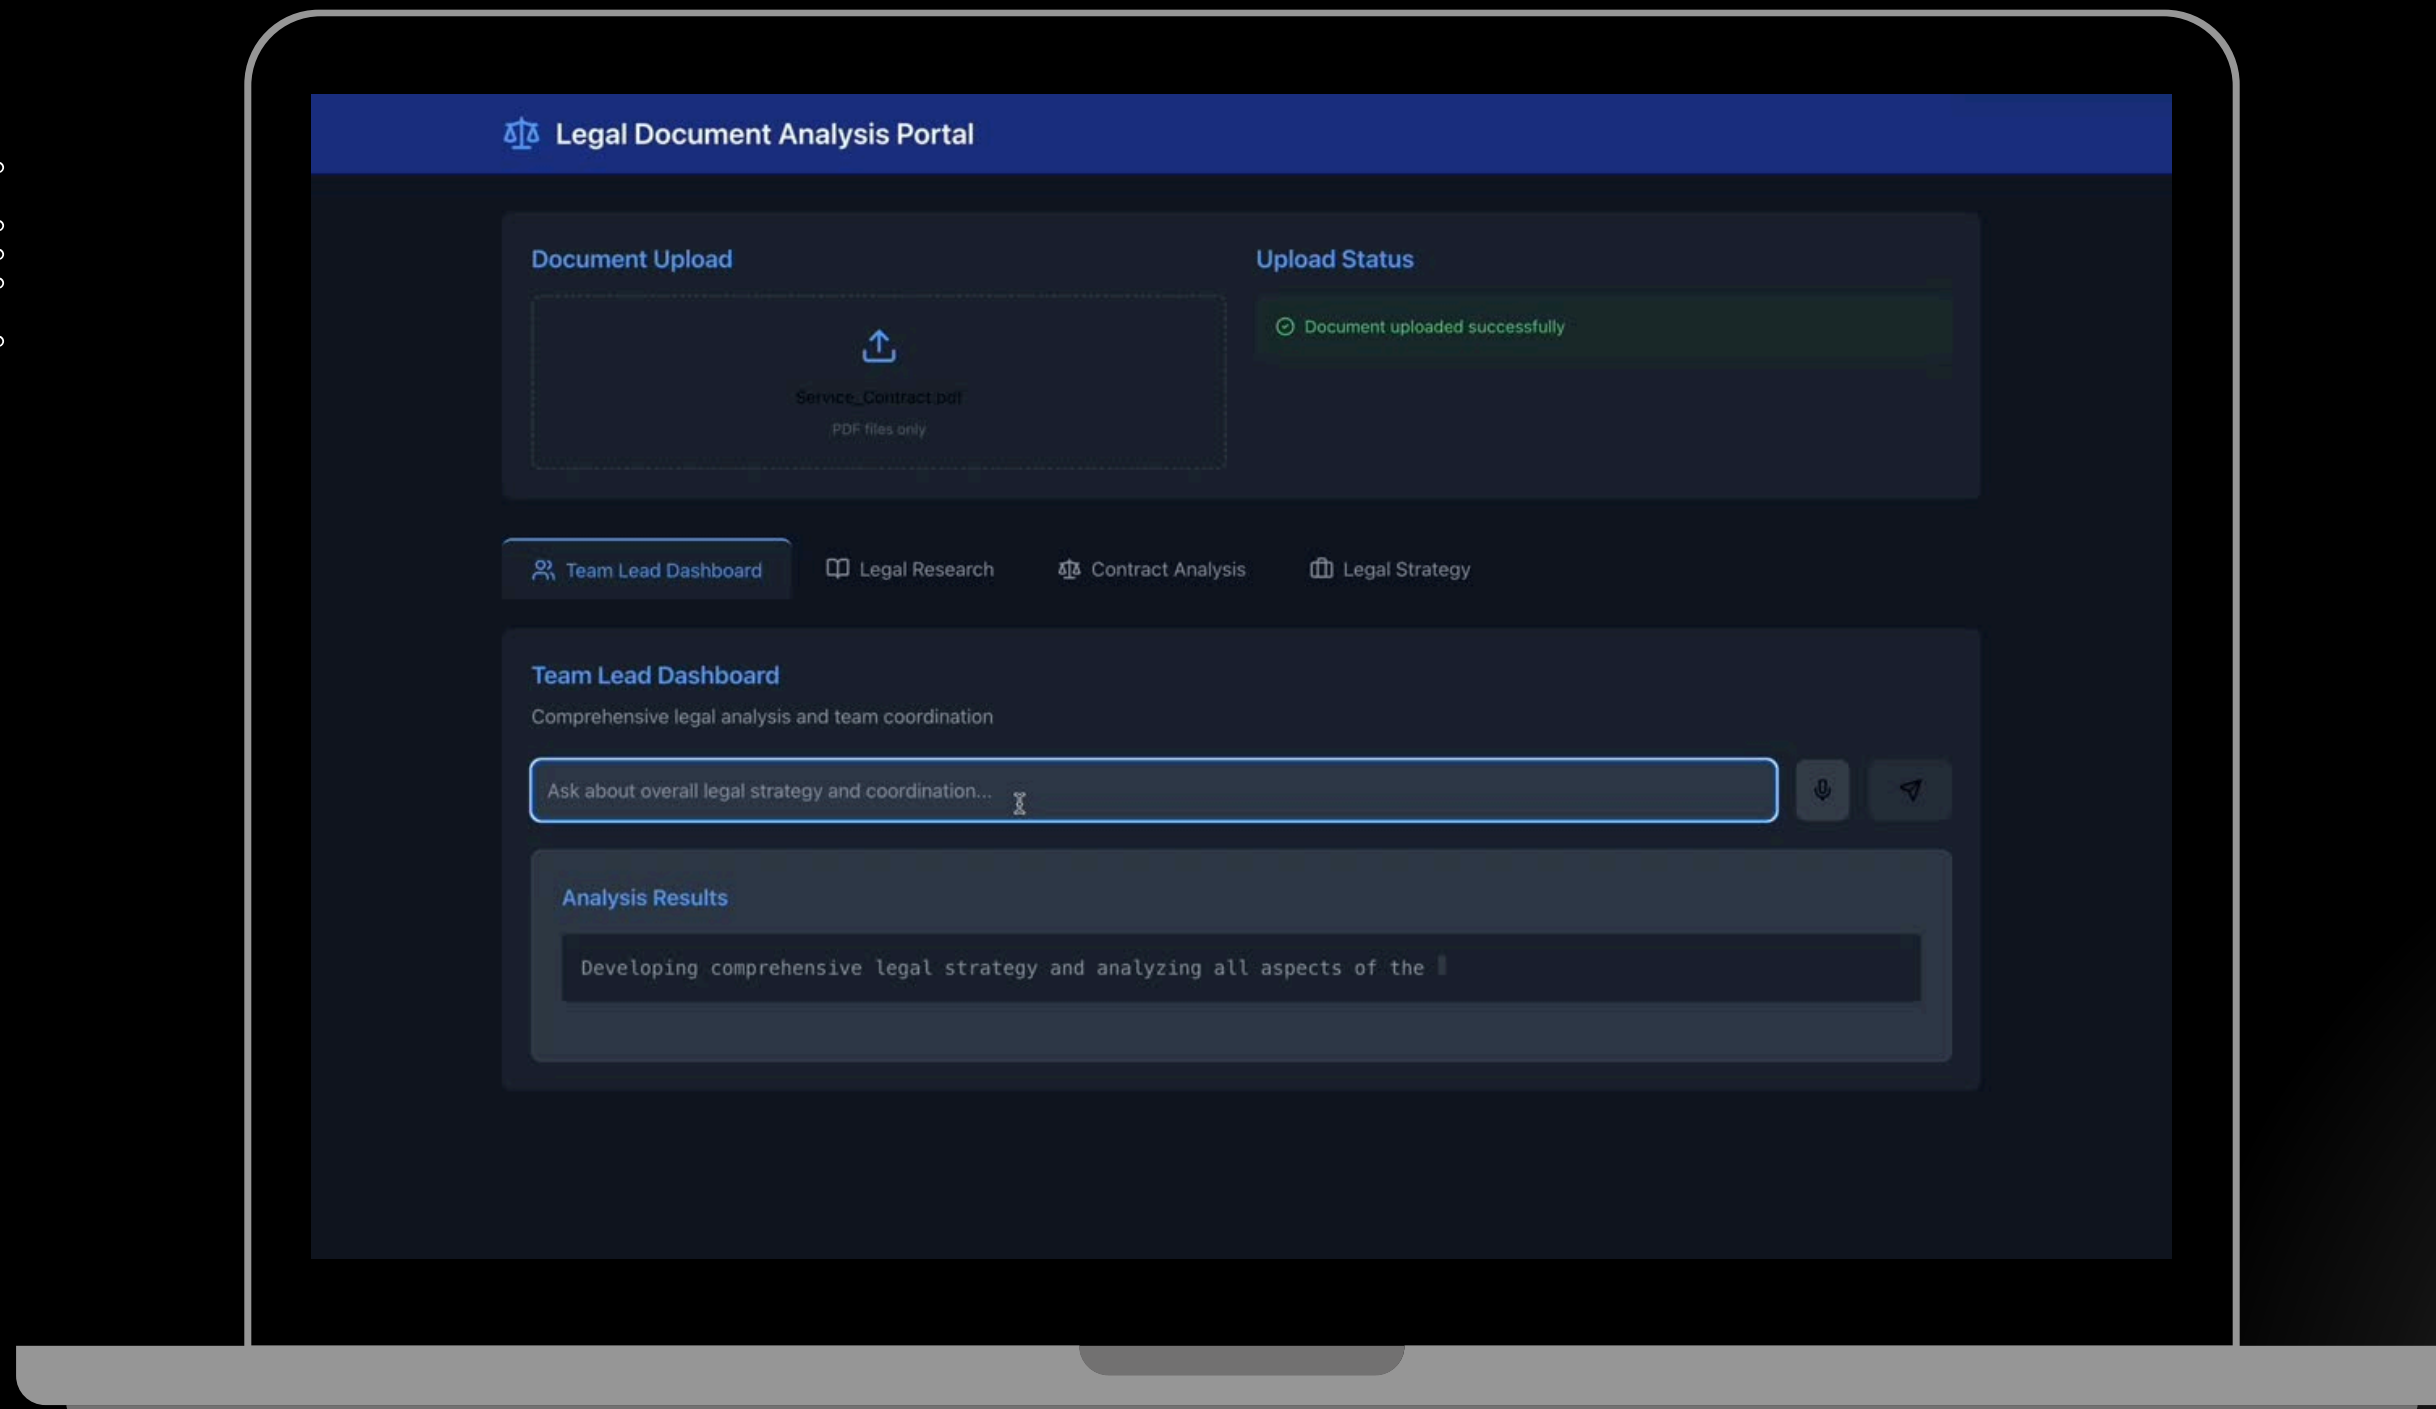 Legal Document Analysis Portal
Document Upload
Upload Status
Document uploaded successfully
Service_Contract.pdf
PDF files only
Team Lead Dashboard
Legal Research
Contract Analysis
Legal Strategy
Team Lead Dashboard
Comprehensive legal analysis and team coordination
Ask about overall legal strategy and coordination...
Analysis Results
Developing comprehensive legal strategy and analyzing all aspects of the